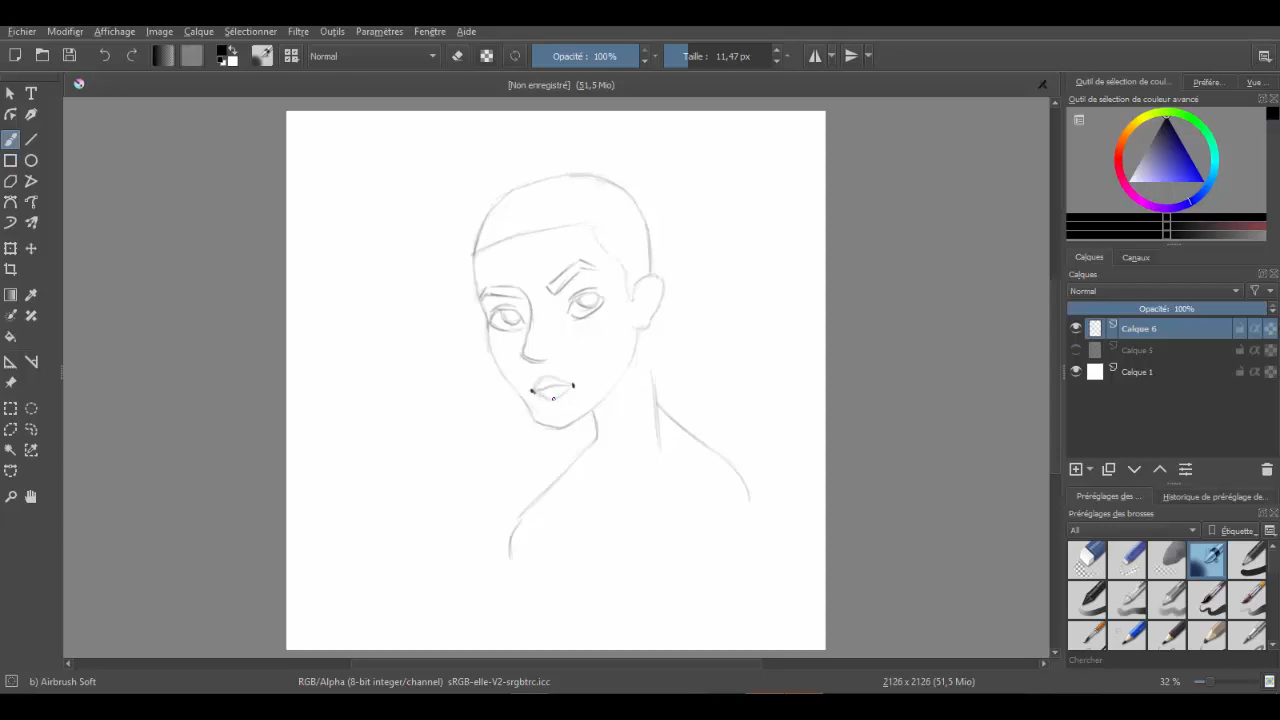 Fichier Modifier Affichage Image Calque Sélectionner Filtre Outils Paramètres Fenêtre Aide
Normal Opacité : 100% Taille : 11,47 px
[Non enregistré] (51,5 Mio)
Outil de sélection de coul... Préfére... Vue ...
Outil de sélection de couleur avancé
Calques Canaux
Calques
Normal
Opacité: 100%
Calque 6
Calque 5
Calque 1
Préréglages des ... Historique de préréglage de...
Préréglages des brosses
All Étiquette
Chercher
b) Airbrush Soft RGB/Alpha (8-bit integer/channel) sRGB-elle-V2-srgbtrc.icc 2126 x 2126 (51,5 Mio) 32 %